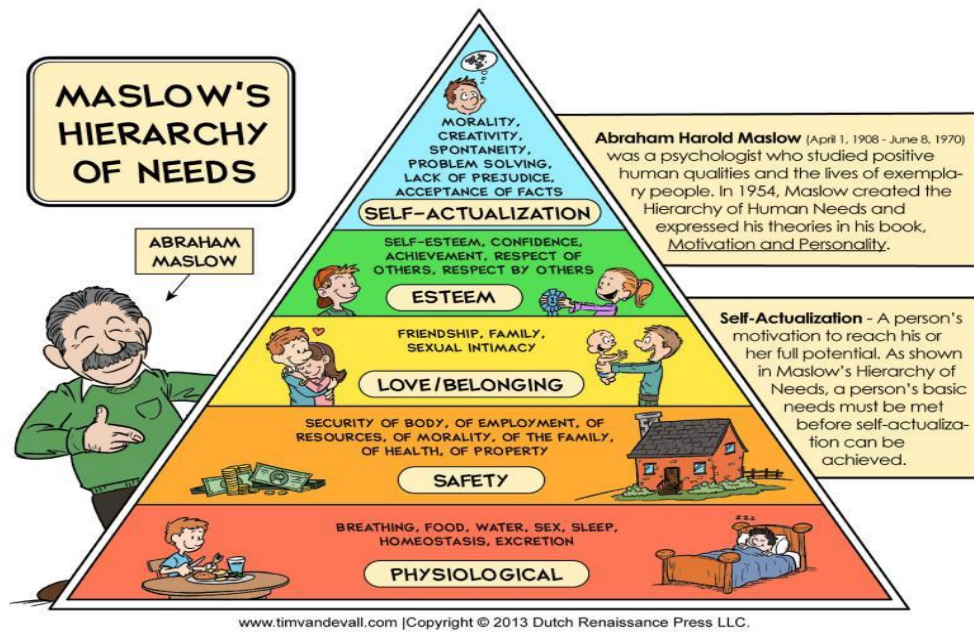 MASLOW'S
HIERARCHY
OF NEEDS
ABRAHAM
MASLOW
MORALITY,
CREATIVITY,
SPONTANEITY,
PROBLEM SOLVING,
LACK OF PREJUDICE,
ACCEPTANCE OF FACTS
SELF-ACTUALIZATION
SELF-ESTEEM, CONFIDENCE,
ACHIEVEMENT, RESPECT OF
OTHERS, RESPECT BY OTHERS
ESTEEM
FRIENDSHIP, FAMILY,
SEXUAL INTIMACY
LOVE/BELONGING
SECURITY OF BODY, OF EMPLOYMENT, OF
RESOURCES, OF MORALITY, OF THE FAMILY,
OF HEALTH, OF PROPERTY
SAFETY
BREATHING, FOOD, WATER, SEX, SLEEP,
HOMEOSTASIS, EXCRETION
ZZZ
PHYSIOLOGICAL
Abraham Harold Maslow (April 1, 1908 - June 8, 1970)
was a psychologist who studied positive
human qualities and the lives of exempla-
ry people. In 1954, Maslow created the
Hierarchy of Human Needs and
expressed his theories in his book,
Motivation and Personality.
Self-Actualization - A person's
motivation to reach his or
her full potential. As shown
in Maslow's Hierarchy of
Needs, a person's basic
needs must be met
before self-actualiza-
tion can be
achieved.
www.timvandevall.com |Copyright © 2013 Dutch Renaissance Press LLC.